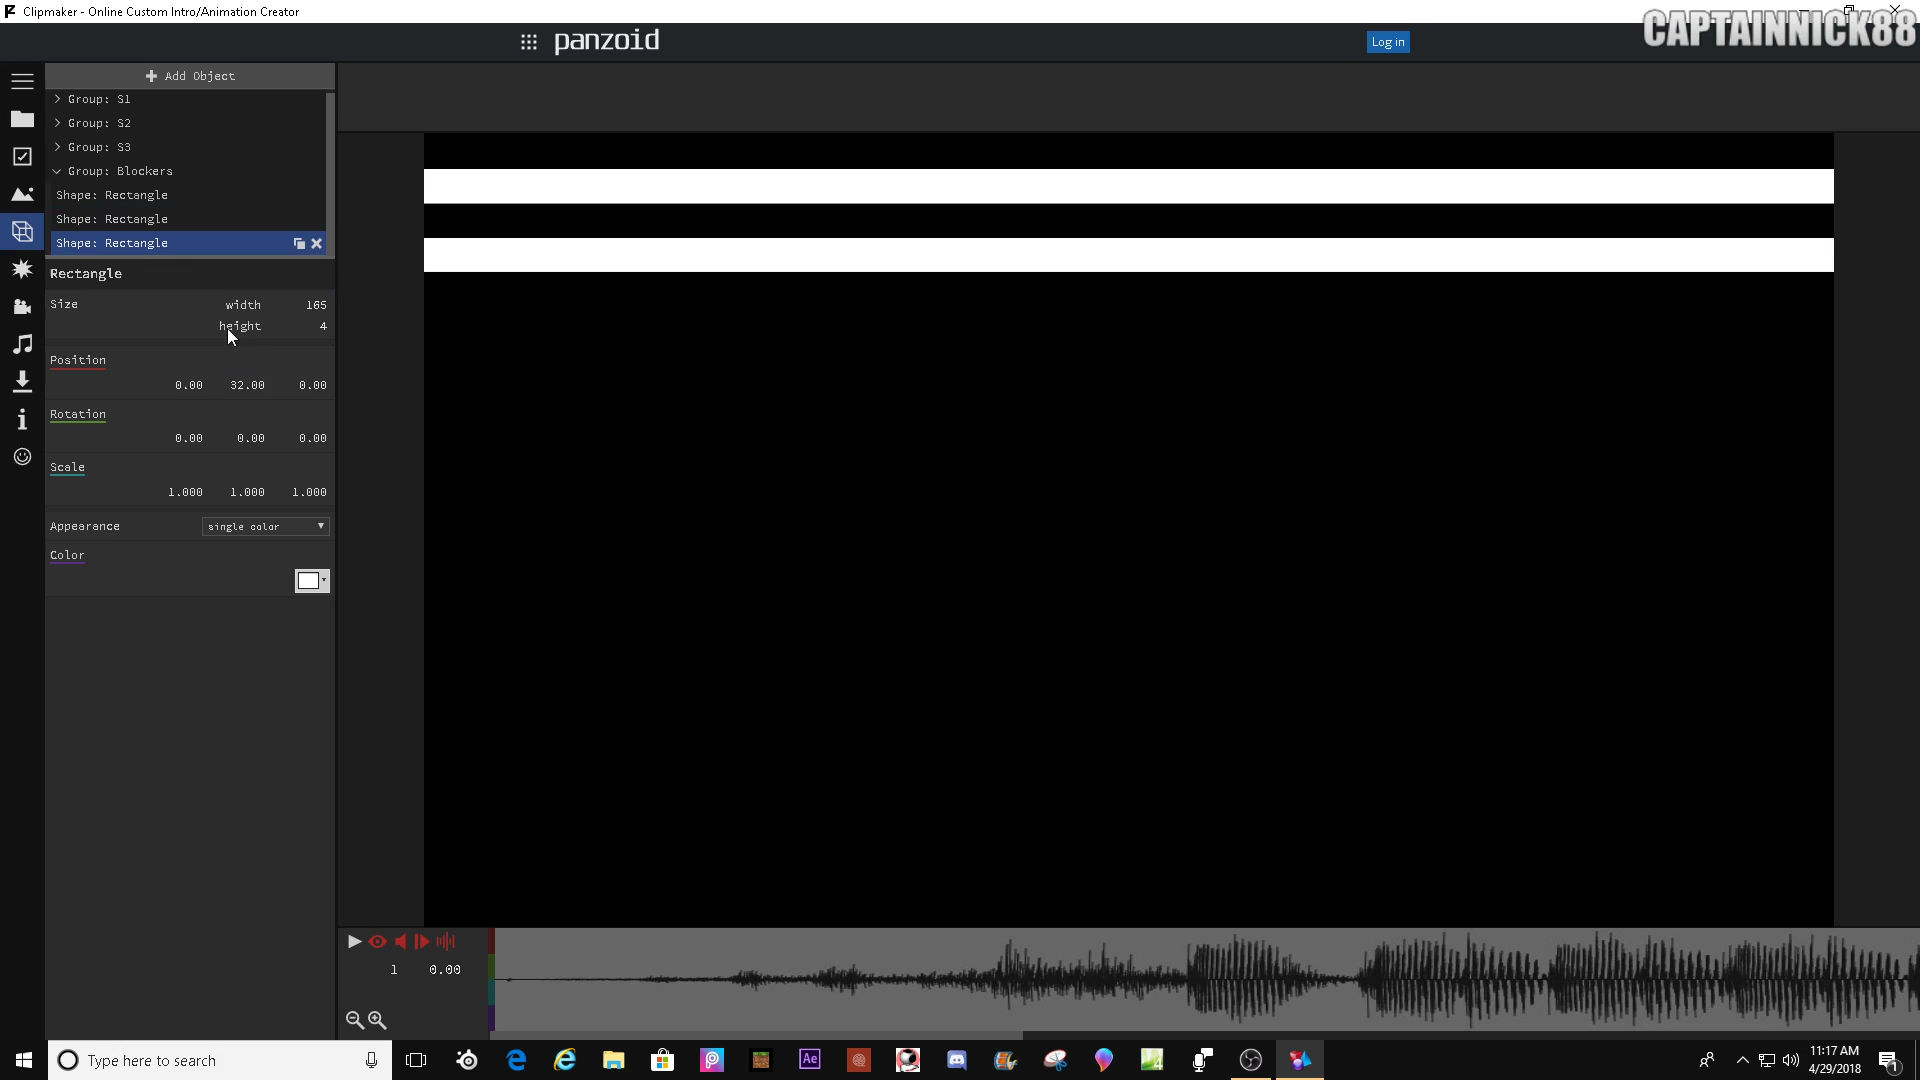 Clipmaker - Online Custom Intro/Animation Creator
CAPTAINNICK88
panzoid
Log in
Add Object
Group: S1
Group: S2
Group: S3
Group: Blockers
Shape: Rectangle
Shape: Rectangle
Shape: Rectangle
Rectangle
Size width 165
height 4
Position
0.00 32.00 0.00
Rotation
0.00 0.00 0.00
Scale
1.000 1.000 1.000
Appearance single color
Color
1 0.00
Type here to search
Ae
11:17 AM
4/29/2018
1